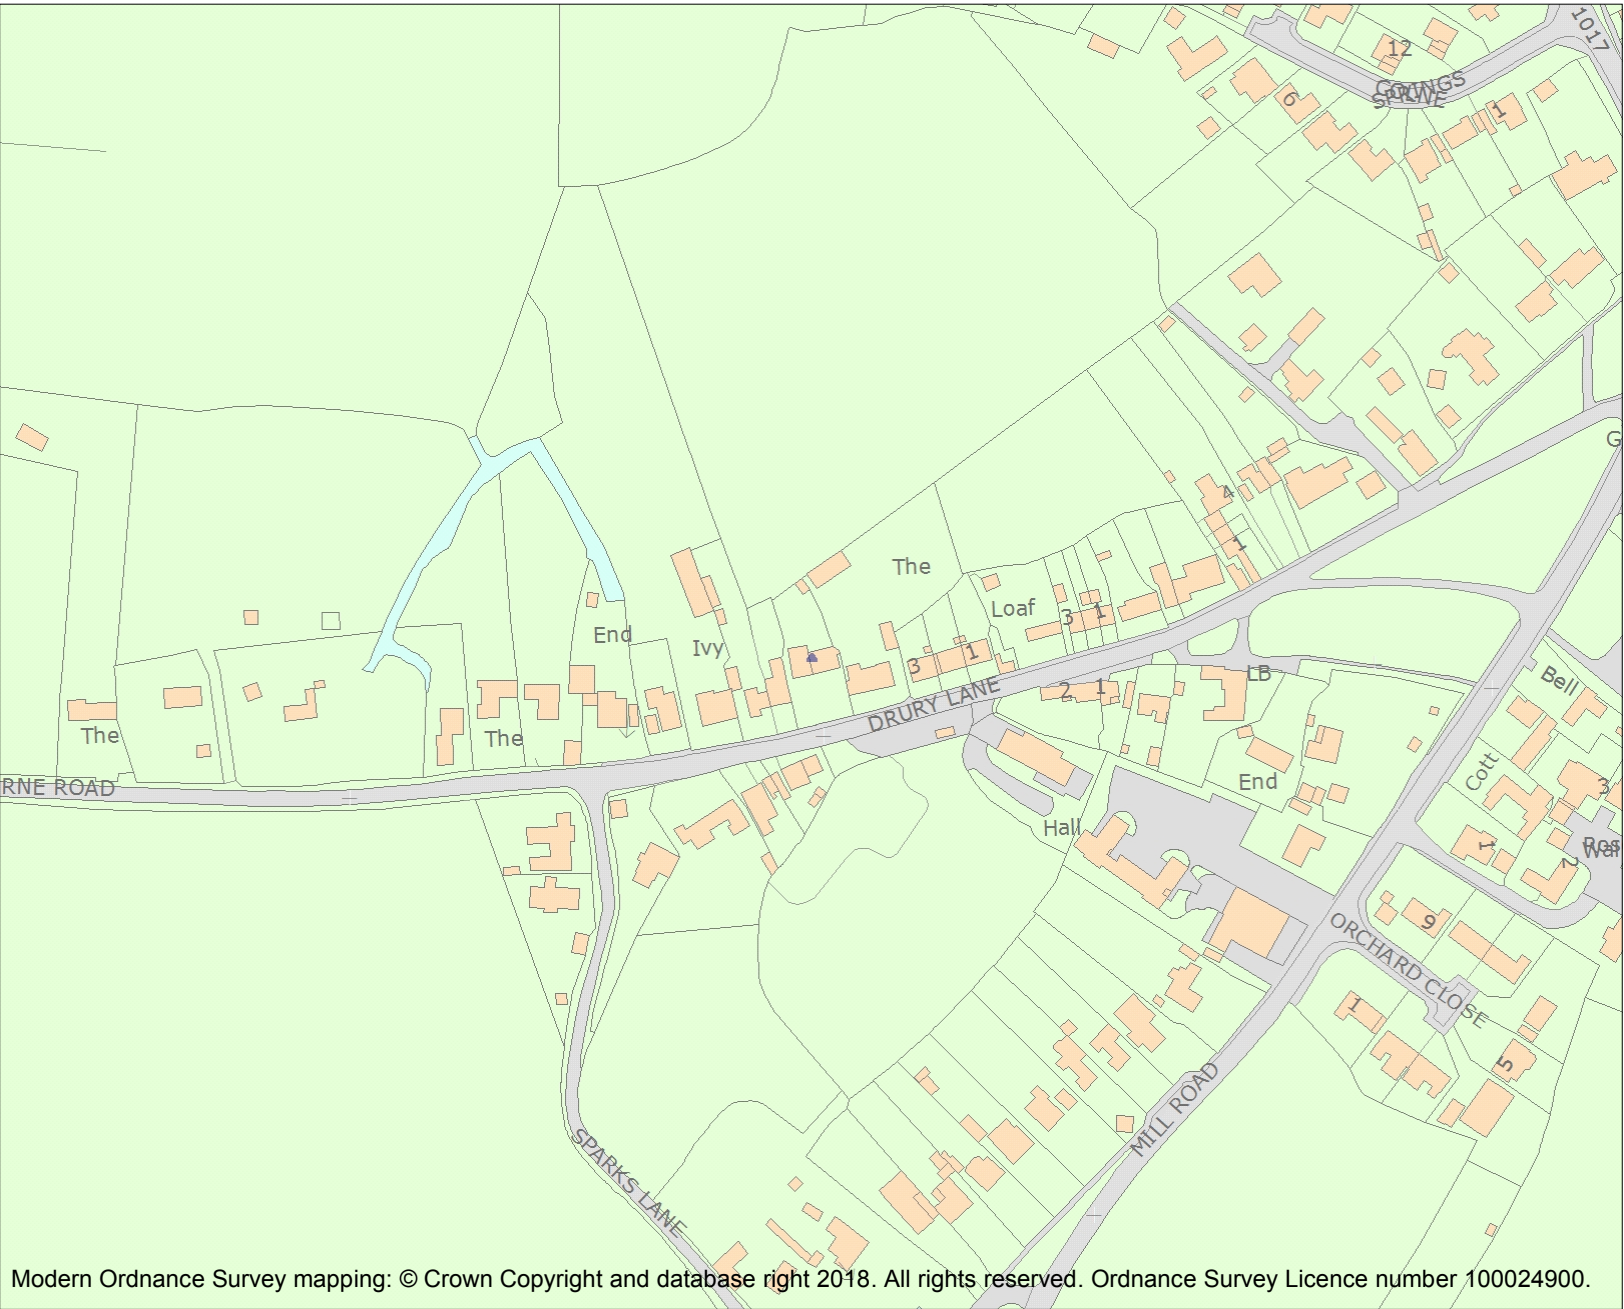 1017
12
COVINGS
SPRWE
6
1
4
1
The
Loaf
3
1
End
Ivy
3
1
DRURY LANE
2
1
LB
G
The
The
RNE ROAD
Bell
Cott
3
End
Hall
1
2
Wal
ORCHARD CLOSE
9
1
5
MILL ROAD
SPARKS LANE
Modern Ordnance Survey mapping: © Crown Copyright and database right 2018. All rights reserved. Ordnance Survey Licence number 100024900.